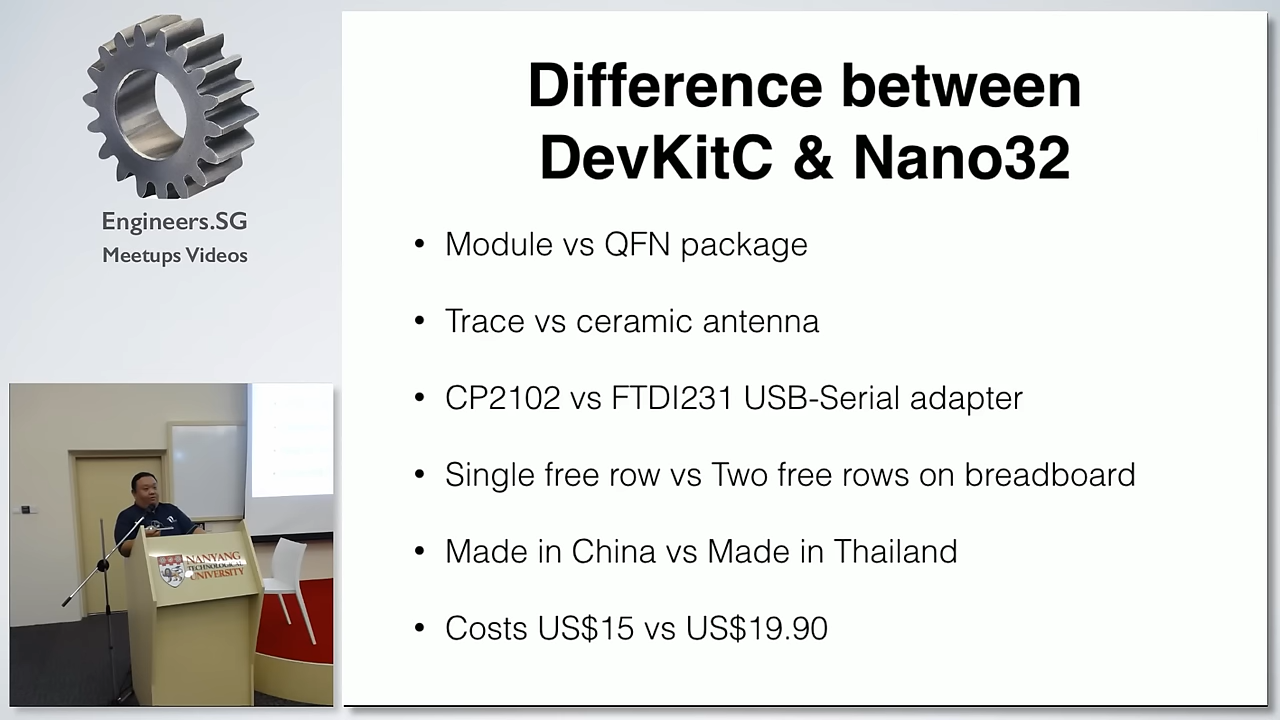 Engineers.SG
Meetups Videos
Difference between
DevKitC & Nano32
• Module vs QFN package
• Trace vs ceramic antenna
• CP2102 vs FTDI231 USB-Serial adapter
• Single free row vs Two free rows on breadboard
• Made in China vs Made in Thailand
• Costs US$15 vs US$19.90
NANYANG
TECHNOLOGICAL
UNIVERSITY